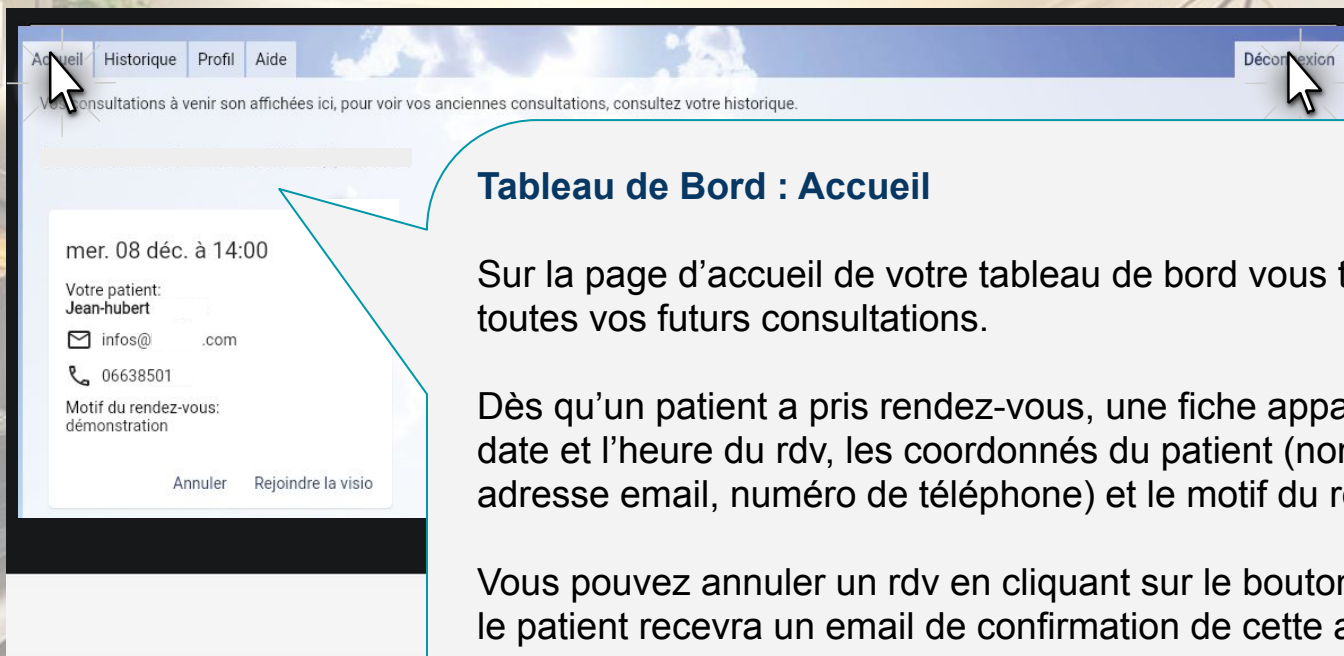 Accueil Historique Profil Aide Déconnexion
Vos consultations à venir son affichées ici, pour voir vos anciennes consultations, consultez votre historique.
mer. 08 déc. à 14:00
Votre patient:
Jean-hubert
infos@ .com
06638501
Motif du rendez-vous:
démonstration
Annuler Rejoindre la visio
Tableau de Bord : Accueil
Sur la page d’accueil de votre tableau de bord vous
toutes vos futurs consultations.
Dès qu’un patient a pris rendez-vous, une fiche
date et l’heure du rdv, les coordonnés du patient
adresse email, numéro de téléphone) et le motif du
Vous pouvez annuler un rdv en cliquant sur le
le patient recevra un email de confirmation de cette